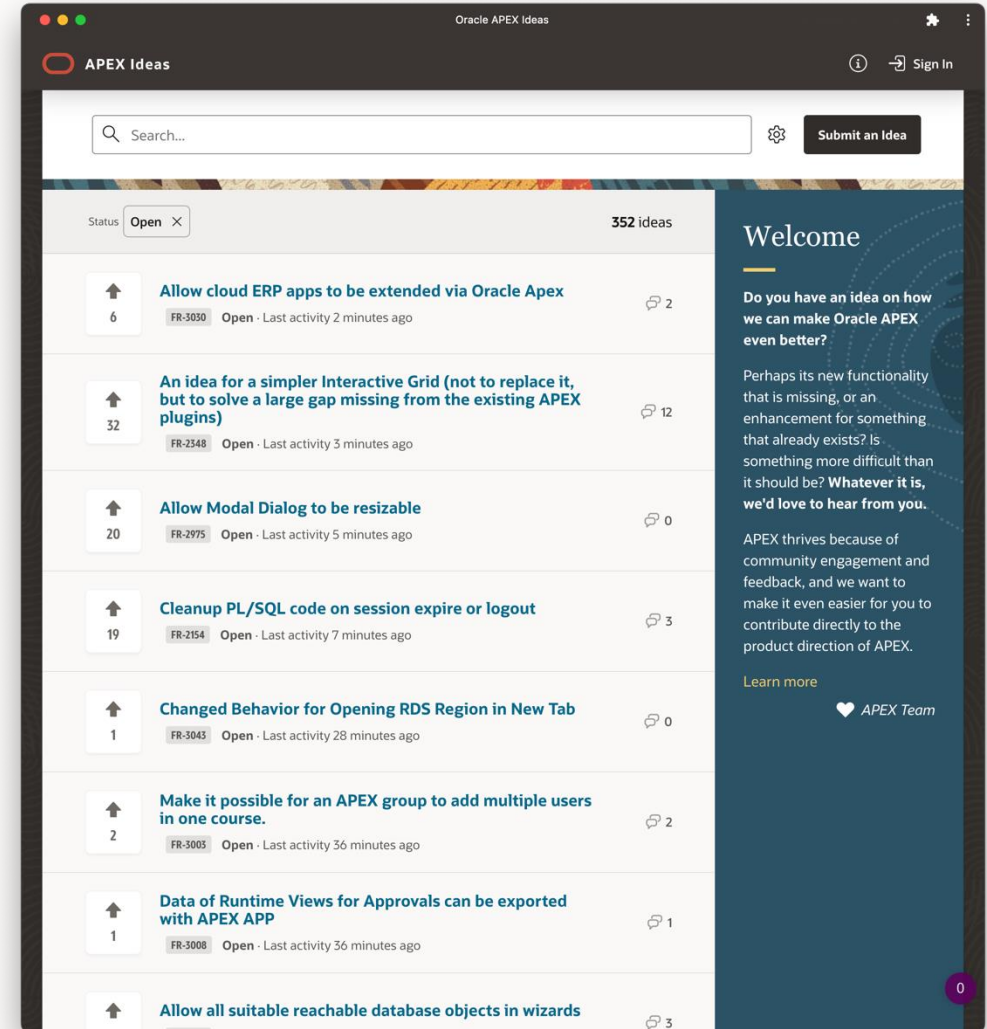 Oracle APEX Ideas
APEX Ideas
Sign In
Search...
Submit an Idea
Status Open
352 ideas
6
Allow cloud ERP apps to be extended via Oracle Apex
FR-3030 Open · Last activity 2 minutes ago
2
32
An idea for a simpler Interactive Grid (not to replace it,
but to solve a large gap missing from the existing APEX
plugins)
FR-2348 Open · Last activity 3 minutes ago
12
20
Allow Modal Dialog to be resizable
FR-2975 Open · Last activity 5 minutes ago
0
19
Cleanup PL/SQL code on session expire or logout
FR-2154 Open · Last activity 7 minutes ago
3
1
Changed Behavior for Opening RDS Region in New Tab
FR-3043 Open · Last activity 28 minutes ago
0
2
Make it possible for an APEX group to add multiple users
in one course.
FR-3003 Open · Last activity 36 minutes ago
2
1
Data of Runtime Views for Approvals can be exported
with APEX APP
FR-3008 Open · Last activity 36 minutes ago
1
Allow all suitable reachable database objects in wizards
3
Welcome
Do you have an idea on how
we can make Oracle APEX
even better?
Perhaps its new functionality
that is missing, or an
enhancement for something
that already exists? Is
something more difficult than
it should be? Whatever it is,
we'd love to hear from you.
APEX thrives because of
community engagement and
feedback, and we want to
make it even easier for you to
contribute directly to the
product direction of APEX.
Learn more
APEX Team
0